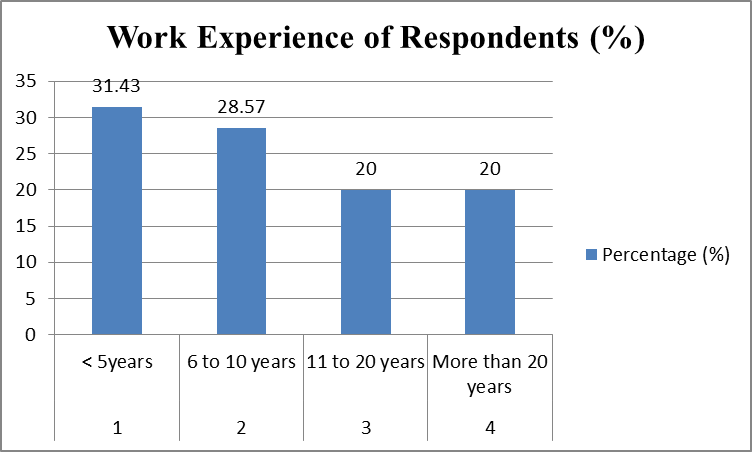 Work Experience of Respondents (%)
35
30
25
20
15
10
5
0
31.43
28.57
20
20
< 5years
6 to 10 years
11 to 20 years
More than 20
years
1
2
3
4
Percentage (%)